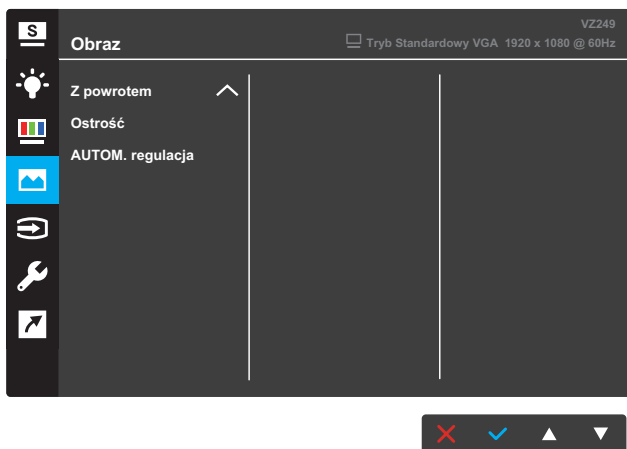 S
VZ249
Obraz
Tryb Standardowy VGA 1920 x 1080 @ 60Hz
Z powrotem
Ostrość
AUTOM. regulacja